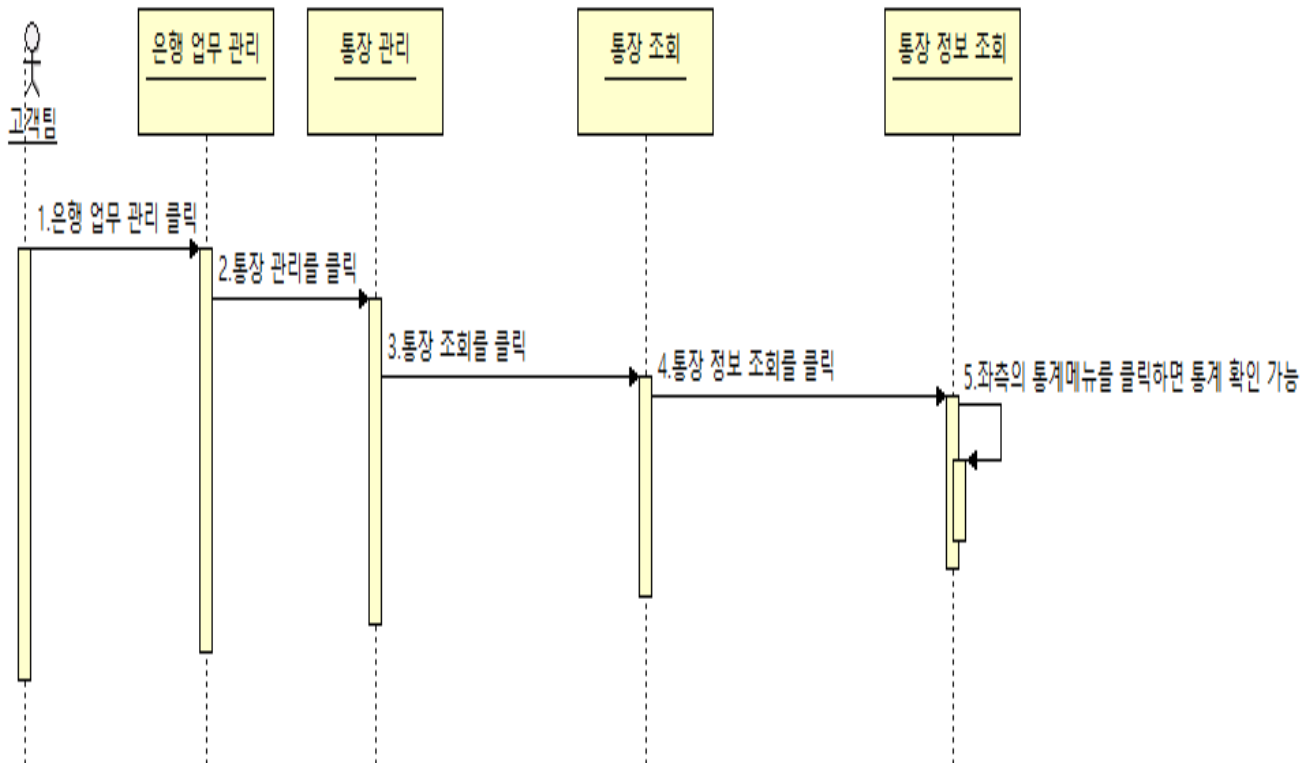 은행 업무 관리
통장 관리
통장 조회
통장 정보 조회
고객팀
1.은행 업무 관리 클릭
2.통장 관리를 클릭
3.통장 조회를 클릭
4.통장 정보 조회를 클릭
5.좌측의 통계메뉴를 클릭하면 통계 확인 가능